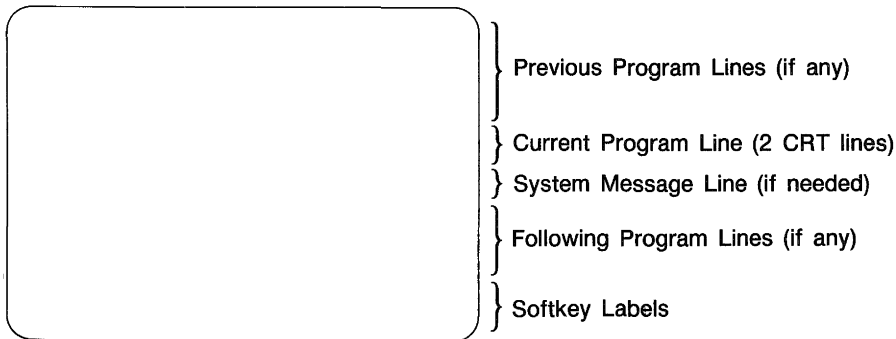 Previous Program Lines (if any)
Current Program Line (2 CRT lines)
System Message Line (if needed)
Following Program Lines (if any)
Softkey Labels